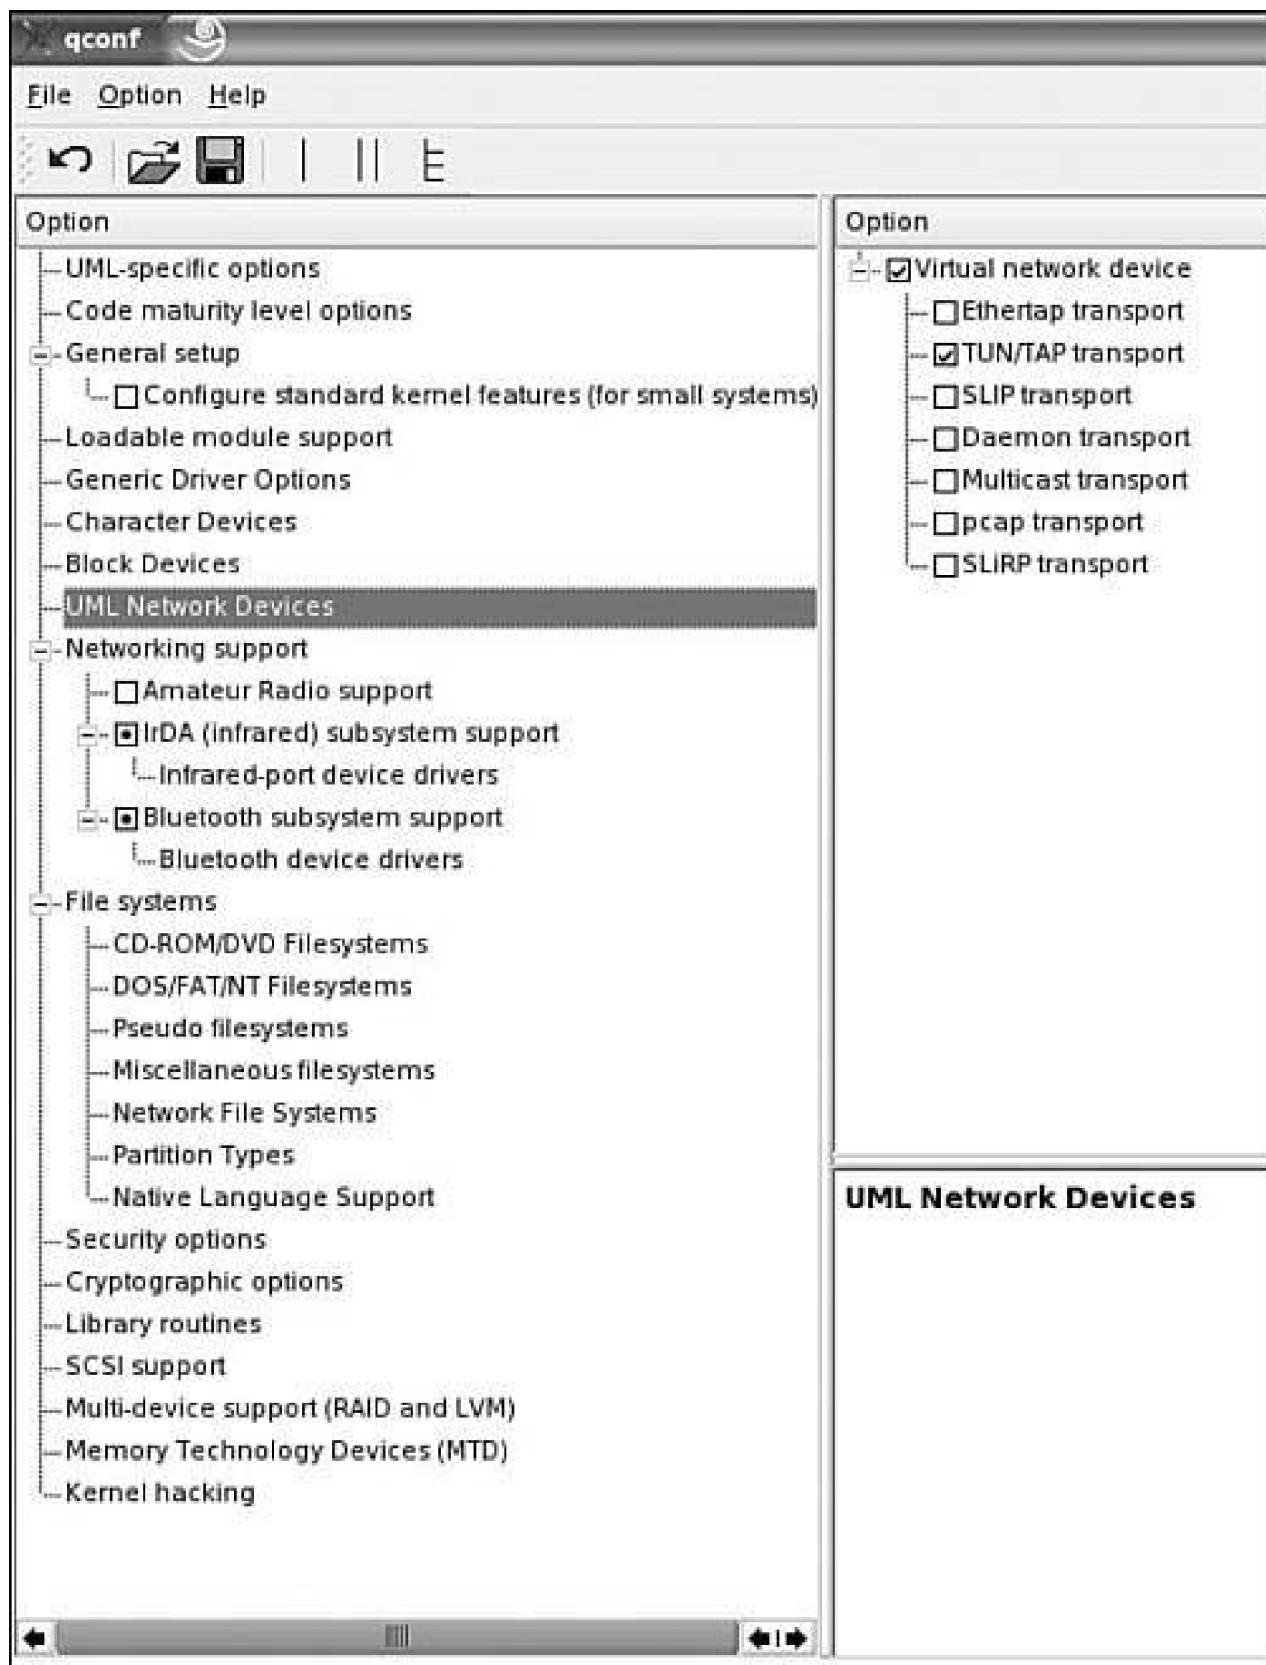 qconf
File Option Help
Option
UML-specific options
Code maturity level options
General setup
Configure standard kernel features (for small systems)
Loadable module support
Generic Driver Options
Character Devices
Block Devices
UML Network Devices
Networking support
Amateur Radio support
IrDA (infrared) subsystem support
Infrared-port device drivers
Bluetooth subsystem support
Bluetooth device drivers
File systems
CD-ROM/DVD Filesystems
DOS/FAT/NT Filesystems
Pseudo filesystems
Miscellaneous filesystems
Network File Systems
Partition Types
Native Language Support
Security options
Cryptographic options
Library routines
SCSI support
Multi-device support (RAID and LVM)
Memory Technology Devices (MTD)
Kernel hacking
Option
Virtual network device
Ethertap transport
TUN/TAP transport
SLIP transport
Daemon transport
Multicast transport
pcap transport
SLiRP transport
UML Network Devices